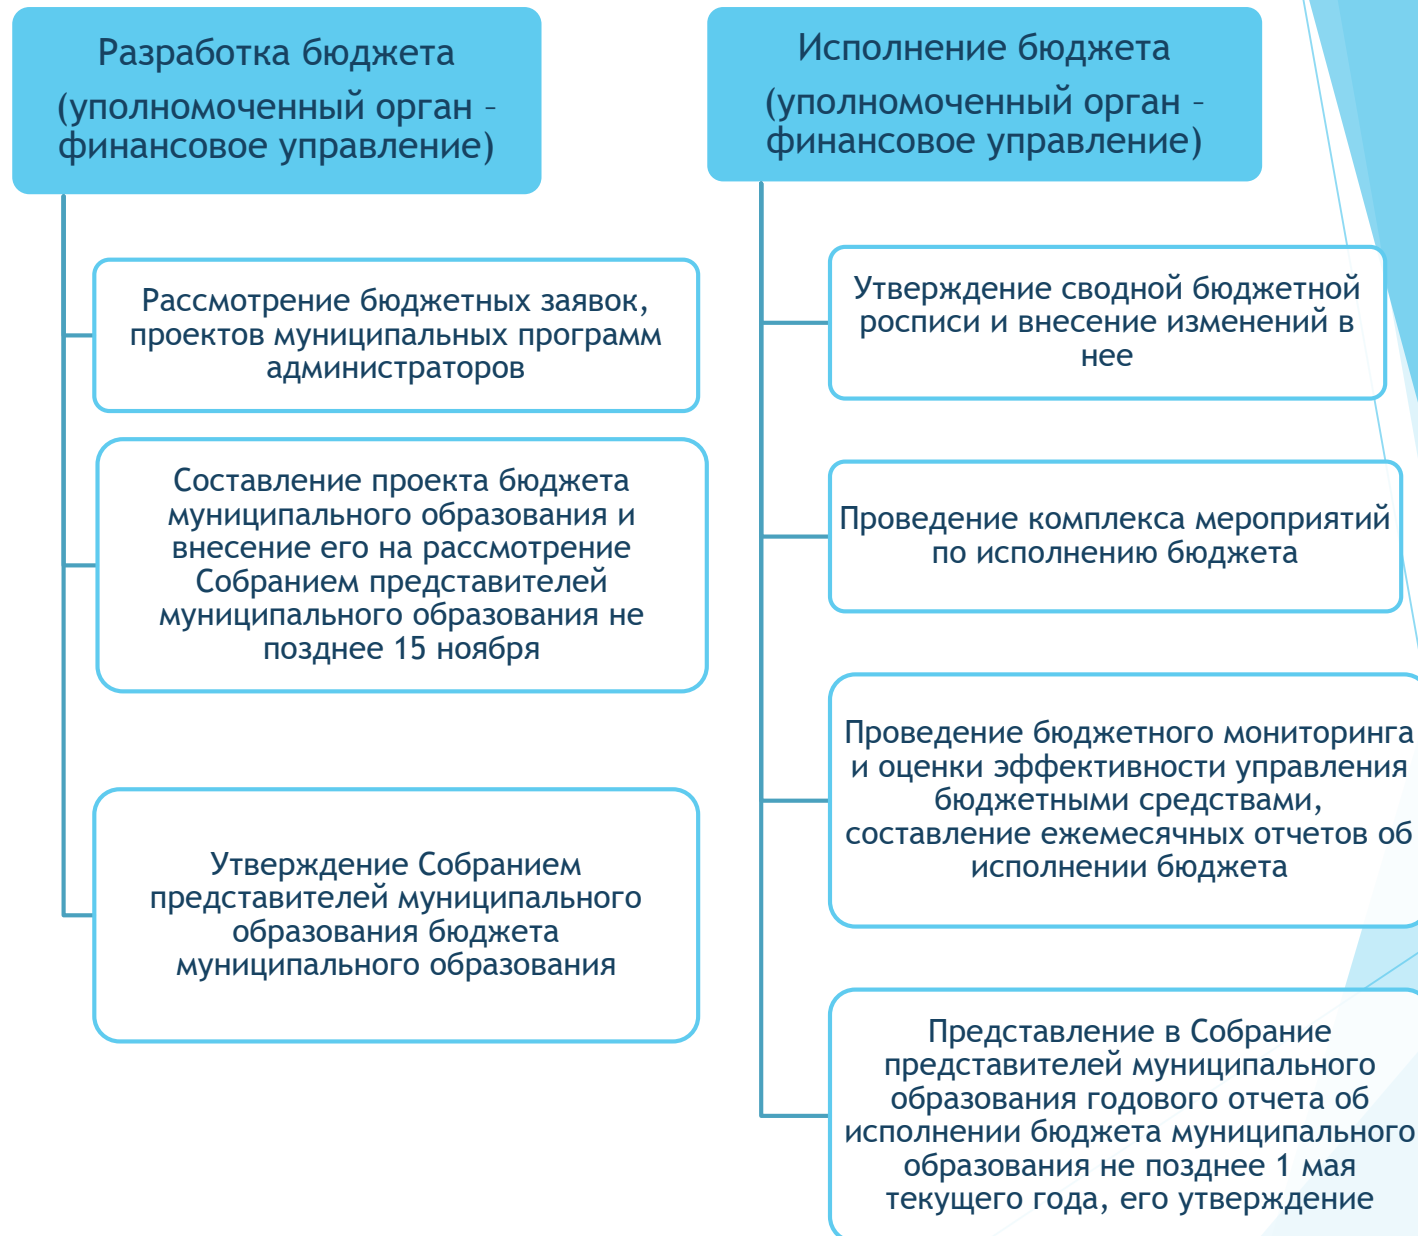 Разработка бюджета
(уполномоченный орган –
финансовое управление)
Рассмотрение бюджетных заявок,
проектов муниципальных программ
администраторов
Составление проекта бюджета
муниципального образования и
внесение его на рассмотрение
Собранием представителей
муниципального образования не
позднее 15 ноября
Утверждение Собранием
представителей муниципального
образования бюджета
муниципального образования
Исполнение бюджета
(уполномоченный орган –
финансовое управление)
Утверждение сводной бюджетной
росписи и внесение изменений в
нее
Проведение комплекса мероприятий
по исполнению бюджета
Проведение бюджетного мониторинга
и оценки эффективности управления
бюджетными средствами,
составление ежемесячных отчетов об
исполнении бюджета
Представление в Собрание
представителей муниципального
образования годового отчета об
исполнении бюджета муниципального
образования не позднее 1 мая
текущего года, его утверждение